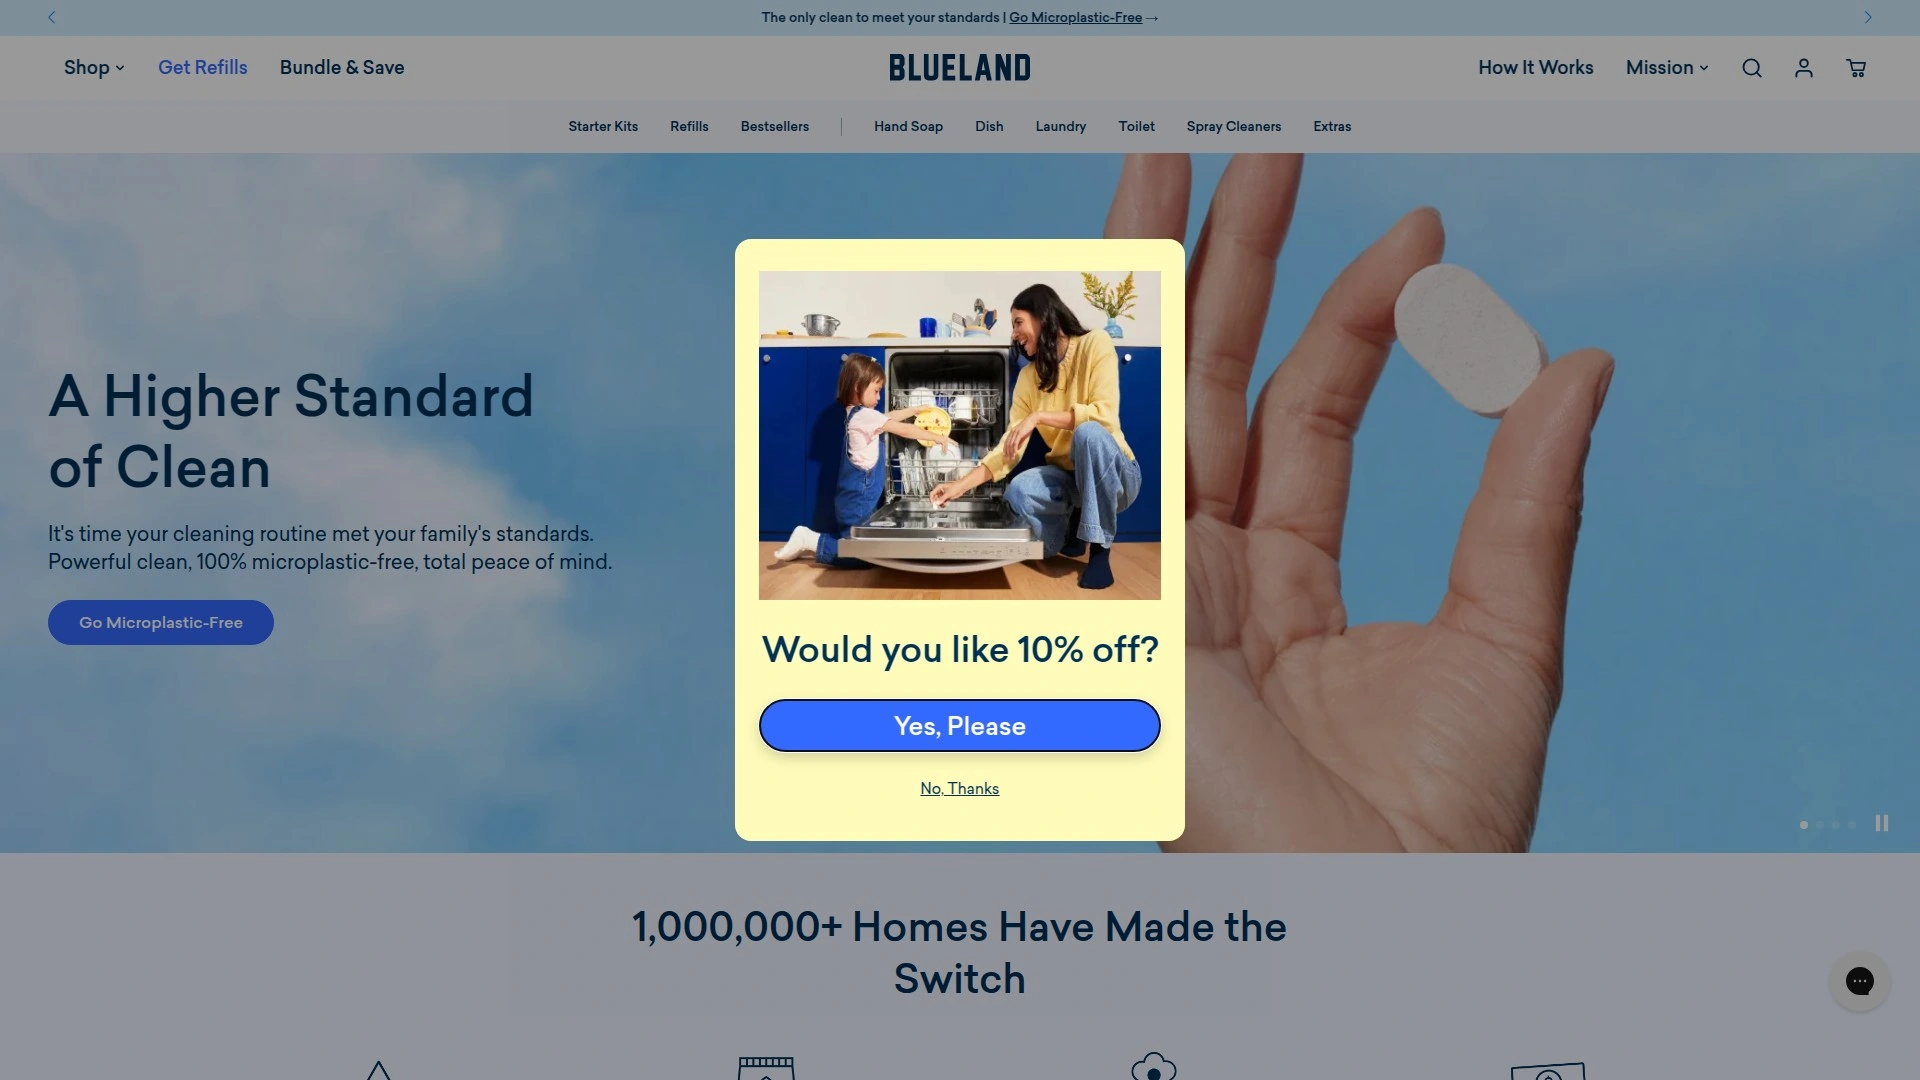 The only clean to meet your standards | Go Microplastic-Free →
Shop
Get Refills
Bundle & Save
BLUELAND
How It Works
Mission
Starter Kits
Refills
Bestsellers
Hand Soap
Dish
Laundry
Toilet
Spray Cleaners
Extras
A Higher Standard
of Clean
It's time your cleaning routine met your family's standards.
Powerful clean, 100% microplastic-free, total peace of mind.
Go Microplastic-Free
Would you like 10% off?
Yes, Please
No, Thanks
1,000,000+ Homes Have Made the
Switch